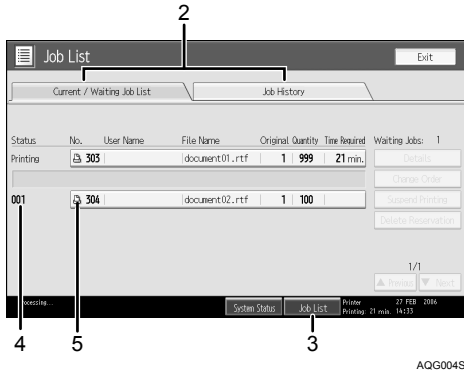 2
Job List
Exit
Current / Waiting Job List
Job History
Status No. User Name File Name Original Quantity Time Required Waiting Jobs: 1
Printing 303 document01.rtf 1 999 21 min. Details
Change Order
001 304 document02.rtf 1 100 Suspend Printing
Delete Reservation
1/1
▲ Previous ▼ Next
ocessing... System Status Job List Printer 27 FEB 2006
Printing: 21 min. 14:33
4 5 3
AQG004S